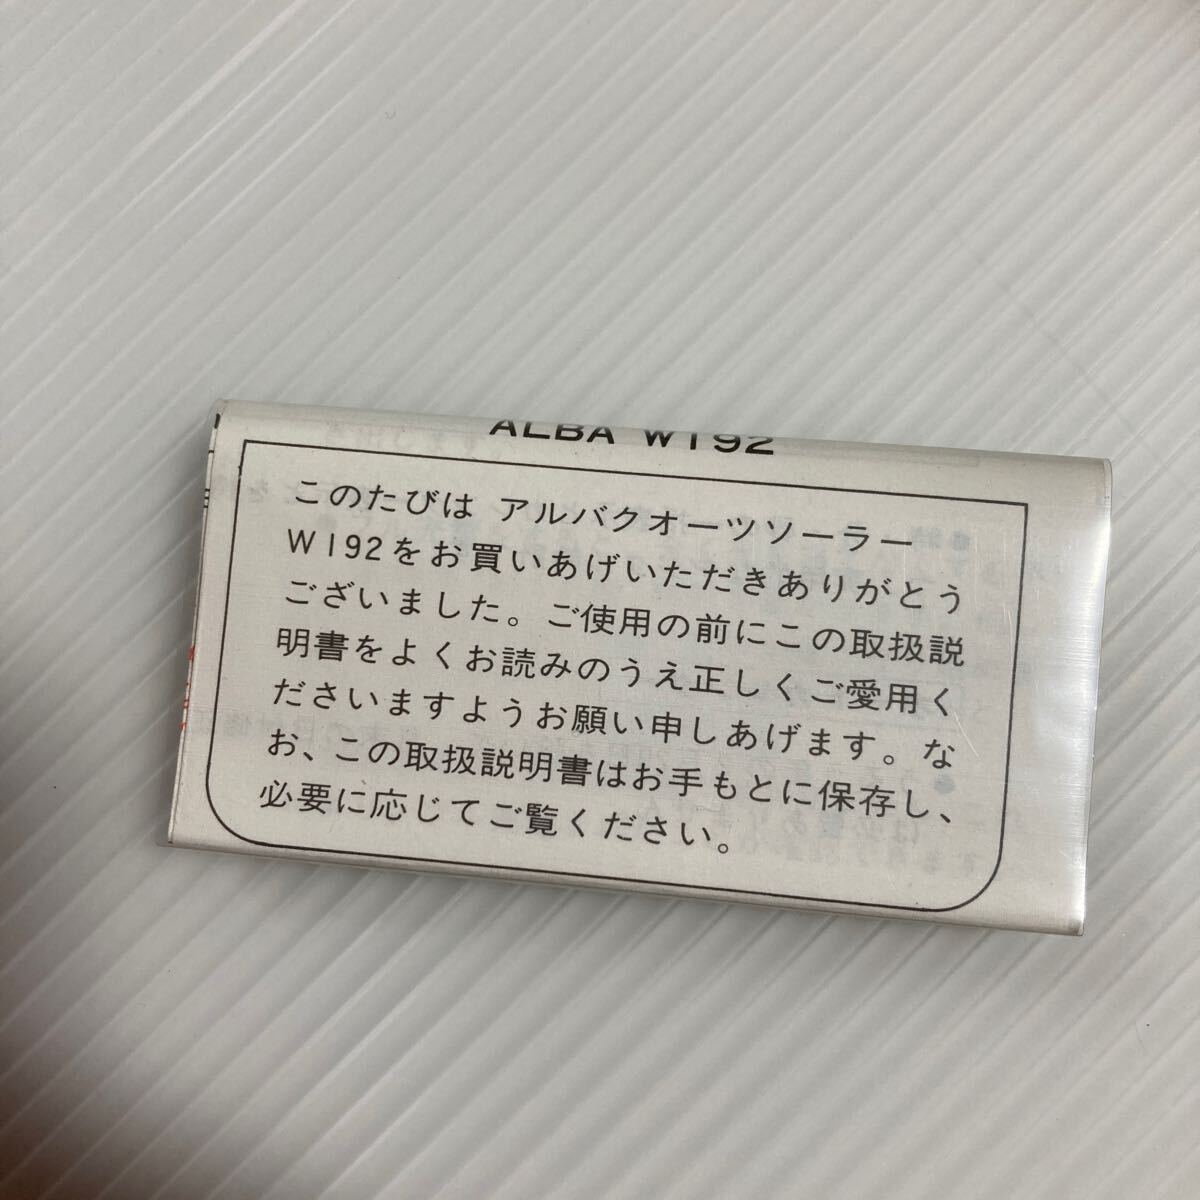 ALBA W192
このたびは アルバクオーツソーラー
W192をお買いあげいただきありがとう
ございました。ご使用の前にこの取扱説
明書をよくお読みのうえ正しくご愛用く
ださいますようお願い申しあげます。な
お、この取扱説明書はお手もとに保存し、
必要に応じてご覧ください。